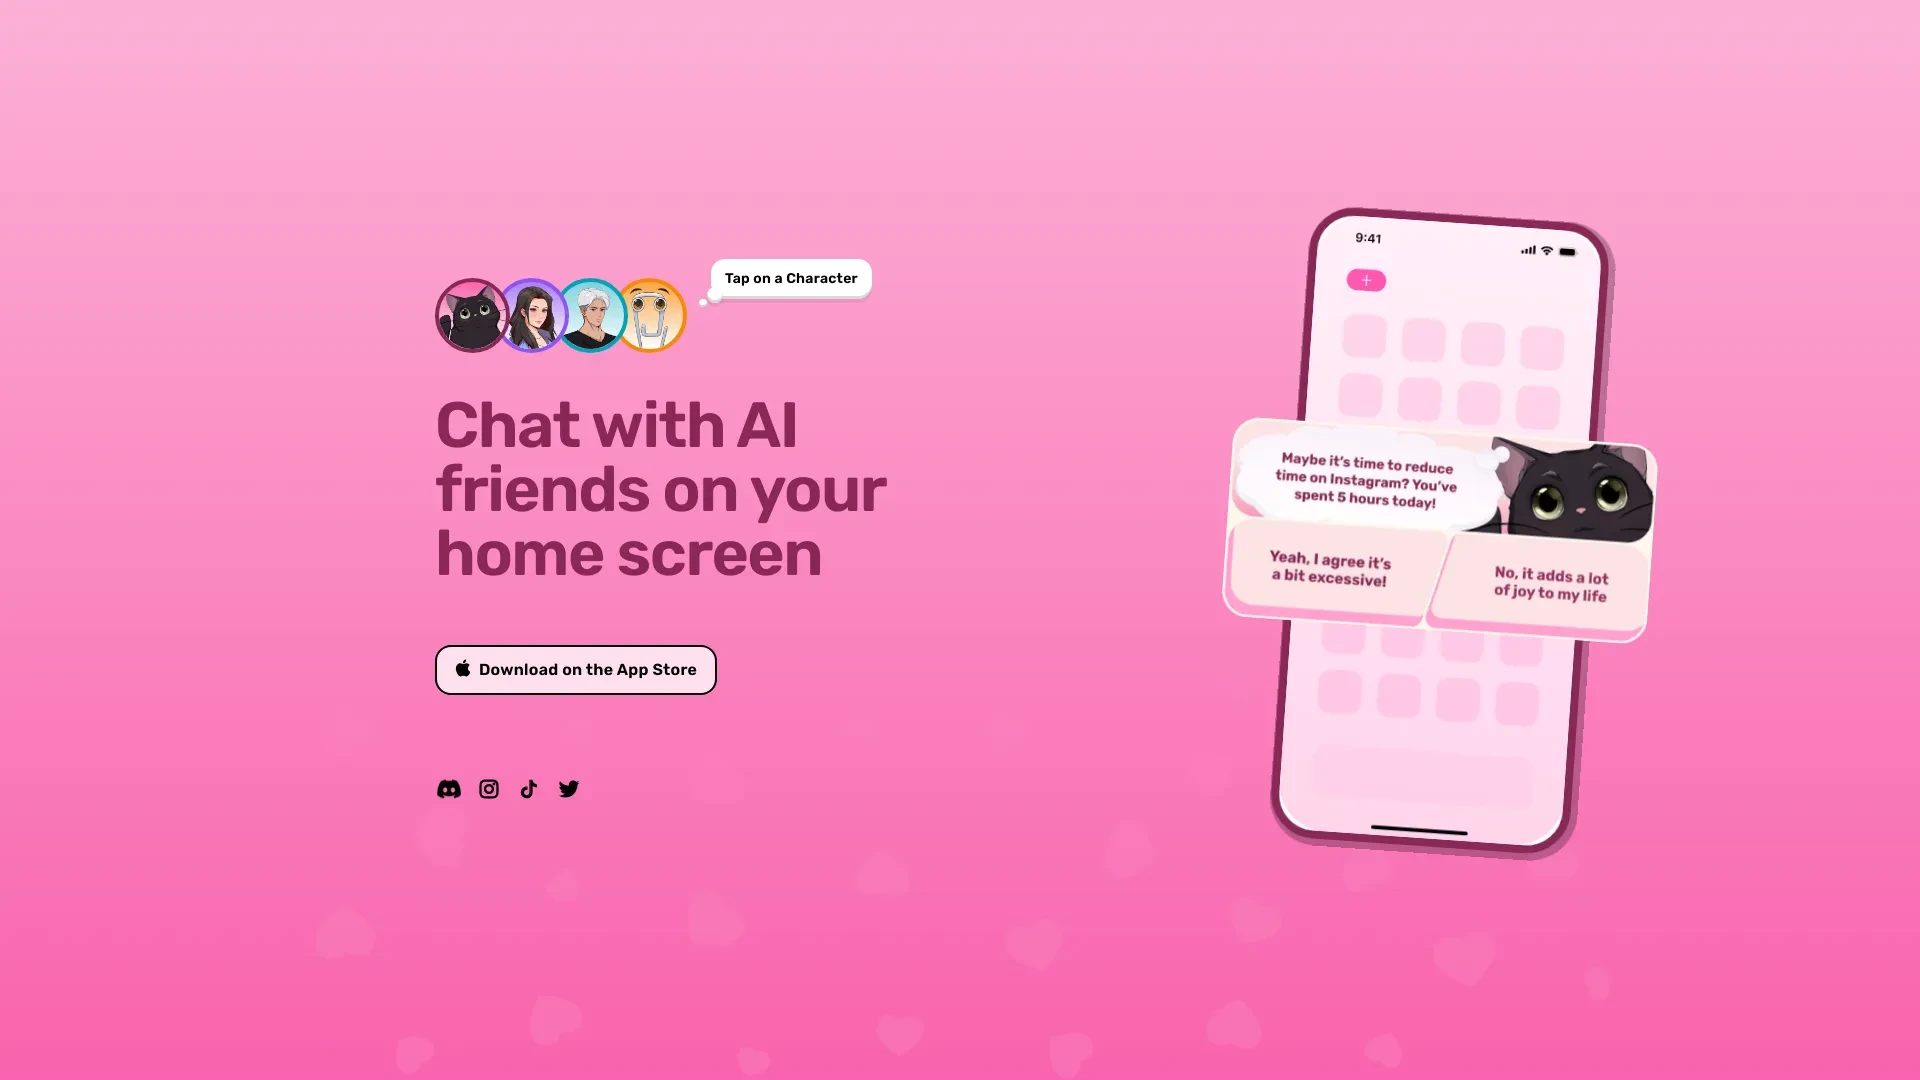 Tap on a Character
Chat with AI
friends on your
home screen
Download on the App Store
9:41
Maybe it's time to reduce
time on Instagram? You've
spent 5 hours today!
Yeah, I agree it's
a bit excessive!
No, it adds a lot
of joy to my life